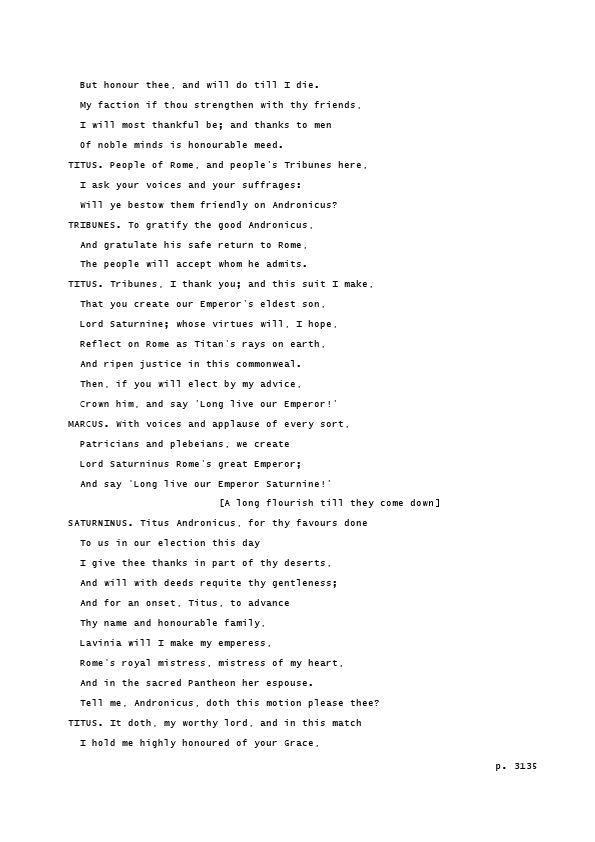 But honour thee, and will do till I die.
My faction if thou strengthen with thy friends,
I will most thankful be; and thanks to men
Of noble minds is honourable meed.
TITUS. People of Rome, and people's Tribunes here,
I ask your voices and your suffrages:
Will ye bestow them friendly on Andronicus?
TRIBUNES. To gratify the good Andronicus,
And gratulate his safe return to Rome,
The people will accept whom he admits.
TITUS. Tribunes, I thank you; and this suit I make,
That you create our Emperor's eldest son,
Lord Saturnine; whose virtues will, I hope,
Reflect on Rome as Titan's rays on earth,
And ripen justice in this commonweal.
Then, if you will elect by my advice,
Crown him, and say 'Long live our Emperor!'
MARCUS. With voices and applause of every sort,
Patricians and plebeians, we create
Lord Saturninus Rome's great Emperor;
And say 'Long live our Emperor Saturnine!'
[A long flourish till they come down]
SATURNINUS. Titus Andronicus, for thy favours done
To us in our election this day
I give thee thanks in part of thy deserts,
And will with deeds requite thy gentleness;
And for an onset, Titus, to advance
Thy name and honourable family,
Lavinia will I make my emperess,
Rome's royal mistress, mistress of my heart,
And in the sacred Pantheon her espouse.
Tell me, Andronicus, doth this motion please thee?
TITUS. It doth, my worthy lord, and in this match
I hold me highly honoured of your Grace,
p. 3135